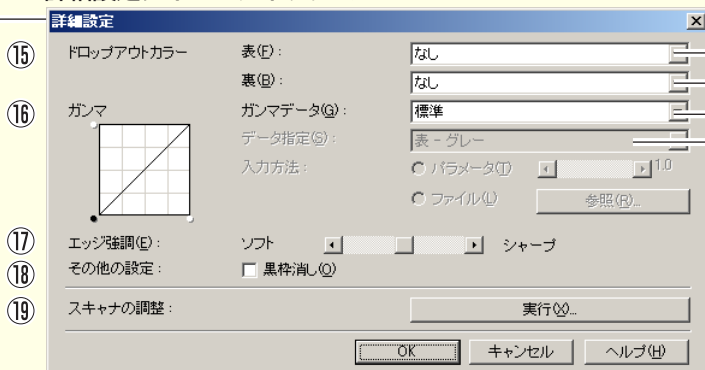 詳細設定
⑮ ドロップアウトカラー 表(F): なし
裏(B): なし
⑯ ガンマ ガンマデータ(G): 標準
データ指定(S): 表 - グレー
入力方法: パラメータ(T) 1.0
ファイル(L) 参照(R)...
⑰ エッジ強調(E): ソフト シャープ
⑱ その他の設定: 黒枠消し(O)
⑲ スキャナの調整: 実行(X)...
OK キャンセル ヘルプ(H)